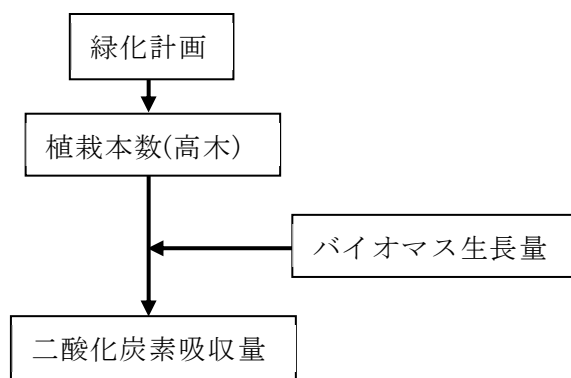 緑化計画
植栽本数(高木)
バイオマス生長量
二酸化炭素吸収量